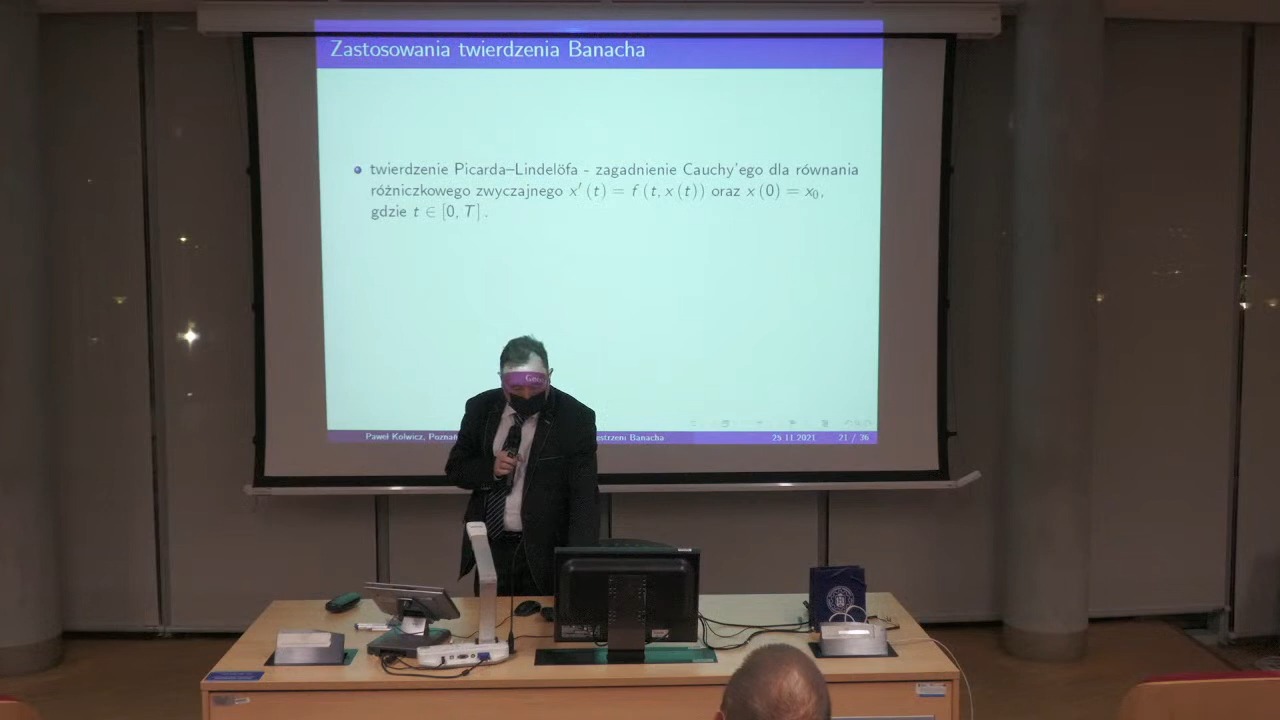 Zastosowania twierdzenia Banacha
twierdzenie Picarda–Lindelöfa - zagadnienie Cauchy'ego dla równania
różniczkowego zwyczajnego x′ (t) = f (t, x (t)) oraz x (0) = x₀,
gdzie t ∈ [0, T] .
Paweł Kolwicz, Poznań
Banacha
25 11 2021
21 / 36